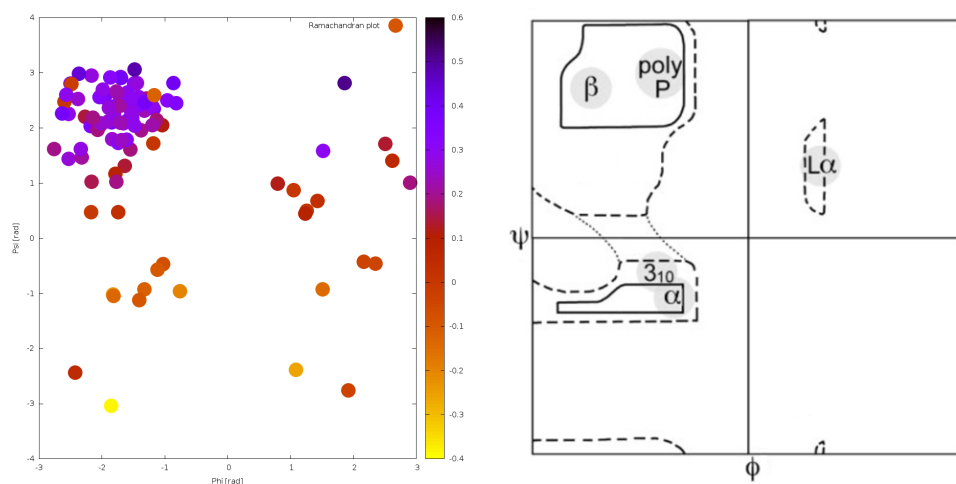 Ramachandran plot
4
3
2
1
0
-1
-2
-3
-4
-3
-2
-1
0
1
2
3
Psi [rad]
Phi [rad]
0.6
0.5
0.4
0.3
0.2
0.1
0
-0.1
-0.2
-0.3
-0.4
β
poly
P
Lα
ψ
3₁₀
α
ϕ